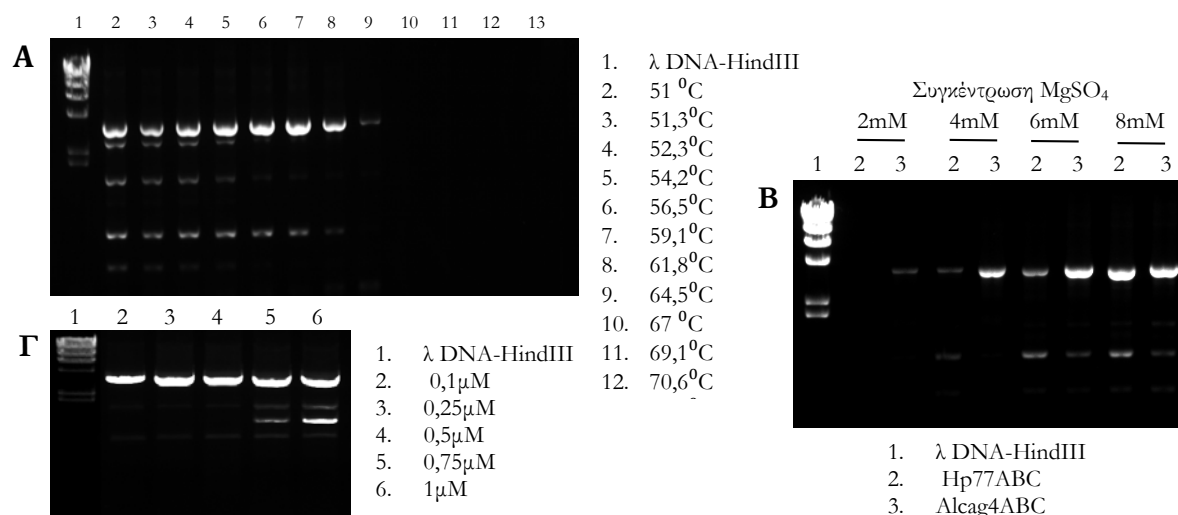 1 2 3 4 5 6 7 8 9 10 11 12 13
A
1. λ DNA-HindIII
2. 51 ⁰C
3. 51,3⁰C
4. 52,3⁰C
5. 54,2⁰C
6. 56,5⁰C
7. 59,1⁰C
8. 61,8⁰C
9. 64,5⁰C
10. 67 ⁰C
11. 69,1⁰C
12. 70,6⁰C
Συγκέντρωση MgSO₄
2mM 4mM 6mM 8mM
1 2 3 2 3 2 3 2 3
B
1. λ DNA-HindIII
2. Hp77ABC
3. Alcag4ABC
1 2 3 4 5 6
Γ
1. λ DNA-HindIII
2. 0,1μM
3. 0,25μM
4. 0,5μM
5. 0,75μM
6. 1μM